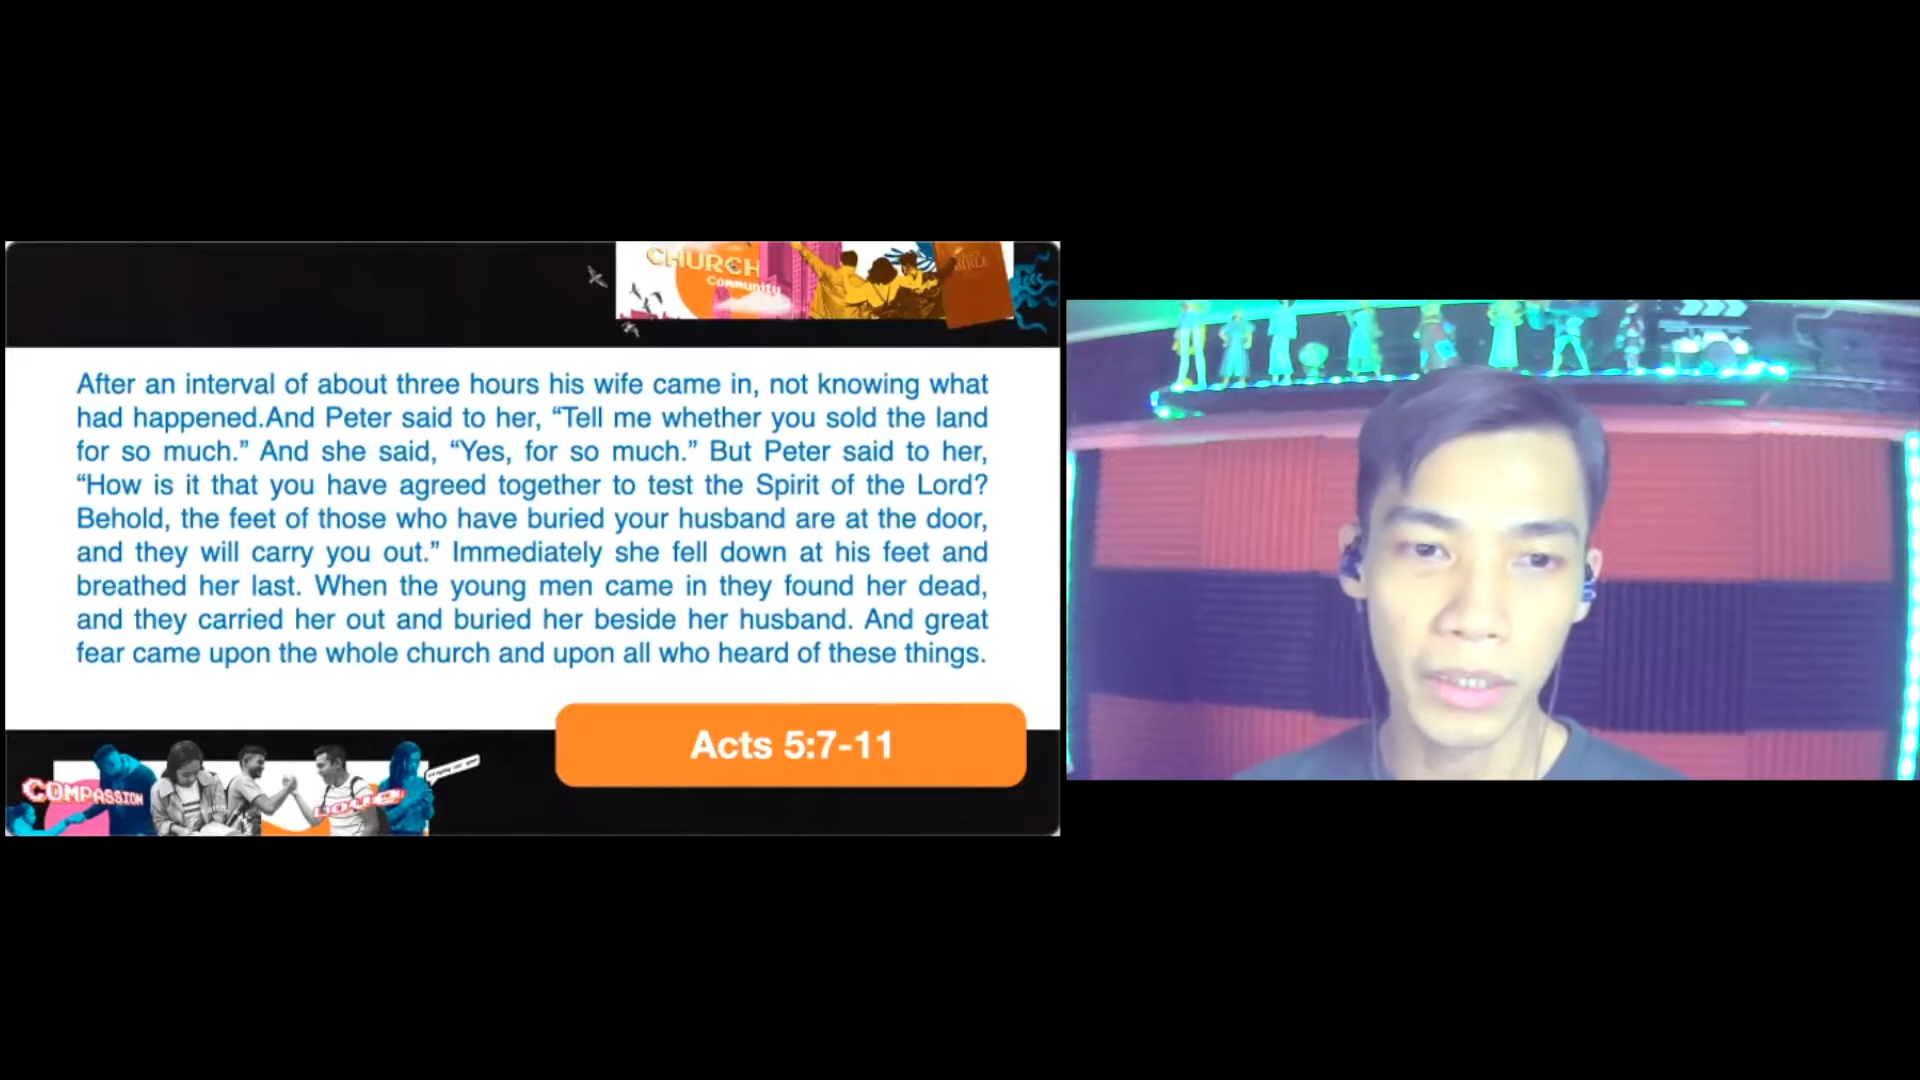 CHURCH
Community
After an interval of about three hours his wife came in, not knowing what
had happened.And Peter said to her, “Tell me whether you sold the land
for so much.” And she said, “Yes, for so much.” But Peter said to her,
“How is it that you have agreed together to test the Spirit of the Lord?
Behold, the feet of those who have buried your husband are at the door,
and they will carry you out.” Immediately she fell down at his feet and
breathed her last. When the young men came in they found her dead,
and they carried her out and buried her beside her husband. And great
fear came upon the whole church and upon all who heard of these things.
Acts 5:7-11
COMPASSION